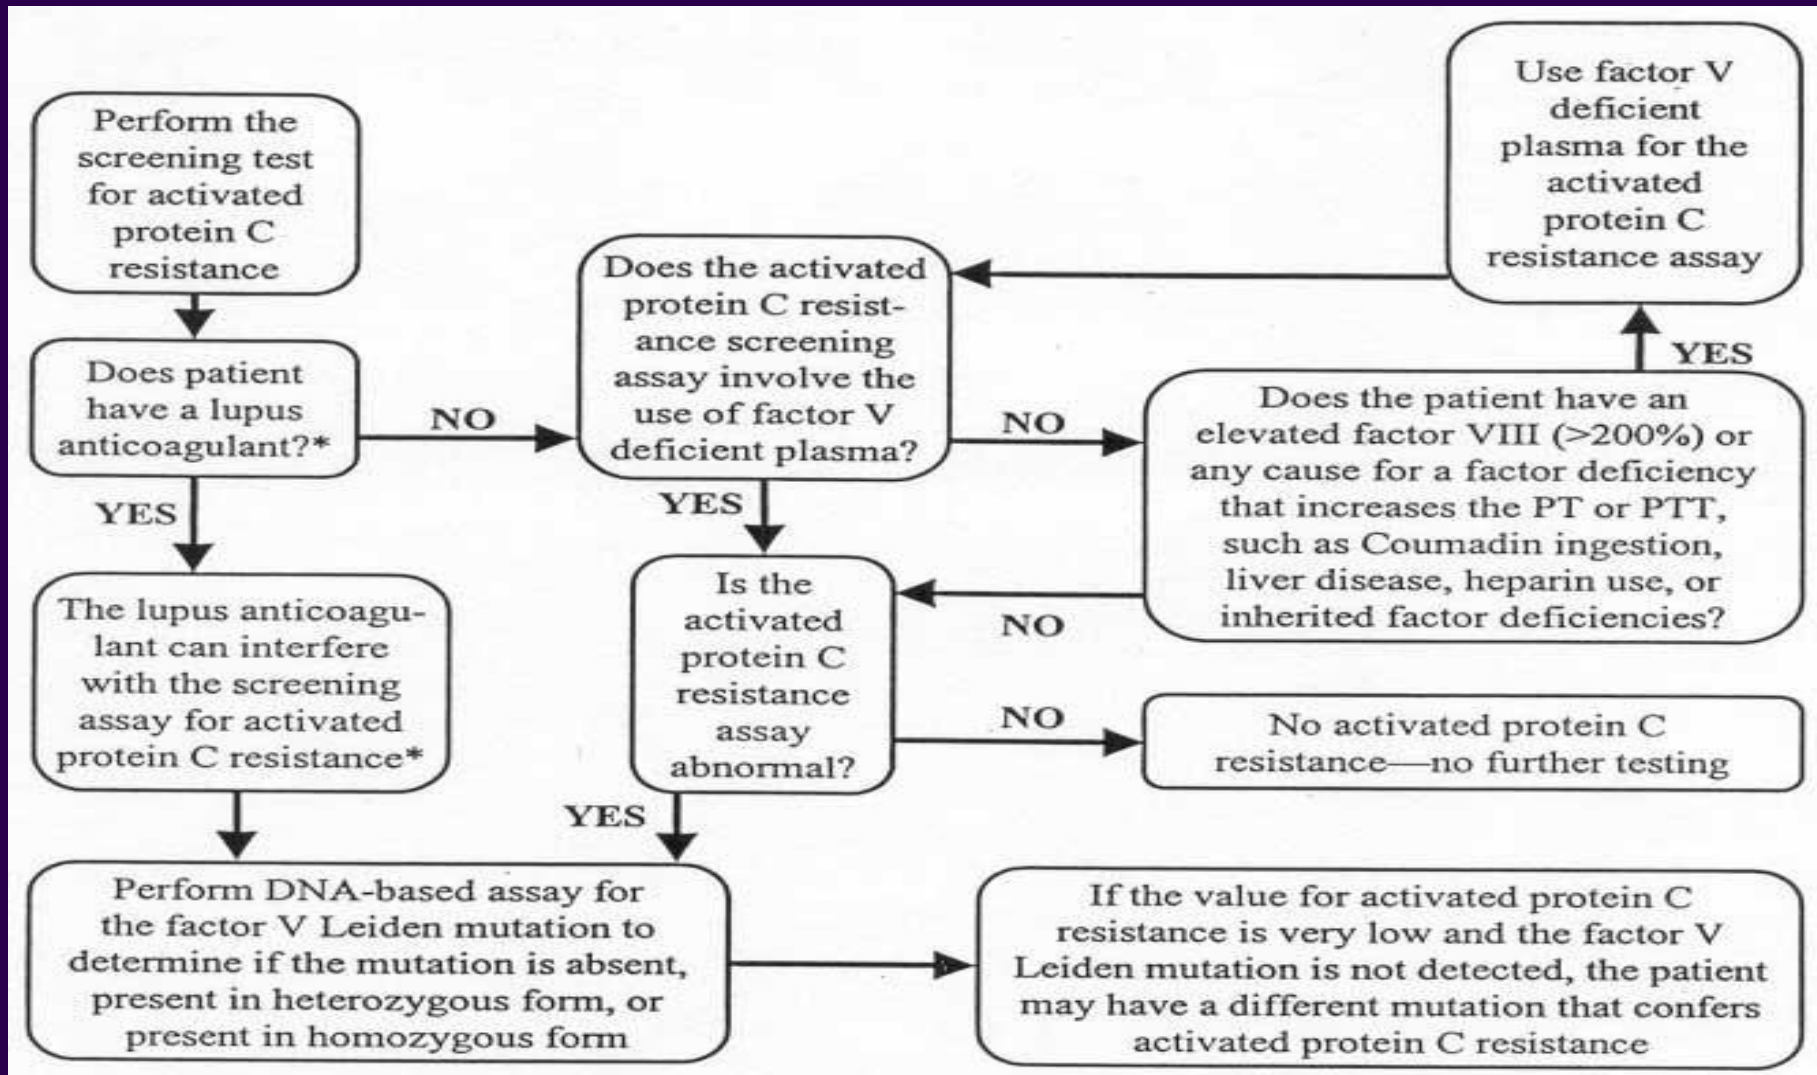 Perform the
screening test
for activated
protein C
resistance
Does patient
have a lupus
anticoagulant?*
NO
YES
The lupus anticoagu-
lant can interfere
with the screening
assay for activated
protein C resistance*
Does the activated
protein C resist-
ance screening
assay involve the
use of factor V
deficient plasma?
NO
YES
Use factor V
deficient
plasma for the
activated
protein C
resistance assay
YES
Does the patient have an
elevated factor VIII (>200%) or
any cause for a factor deficiency
that increases the PT or PTT,
such as Coumadin ingestion,
liver disease, heparin use, or
inherited factor deficiencies?
NO
Is the
activated
protein C
resistance
assay
abnormal?
NO
No activated protein C
resistance—no further testing
YES
Perform DNA-based assay for
the factor V Leiden mutation to
determine if the mutation is absent,
present in heterozygous form, or
present in homozygous form
If the value for activated protein C
resistance is very low and the factor V
Leiden mutation is not detected, the patient
may have a different mutation that confers
activated protein C resistance